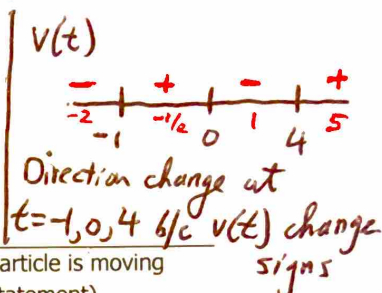 v(t)
- + - +
-2 -1 -1/2 0 1 4 5
Direction change at
t=-1,0,4 b/c v(t) change
signs
article is moving
tatement)